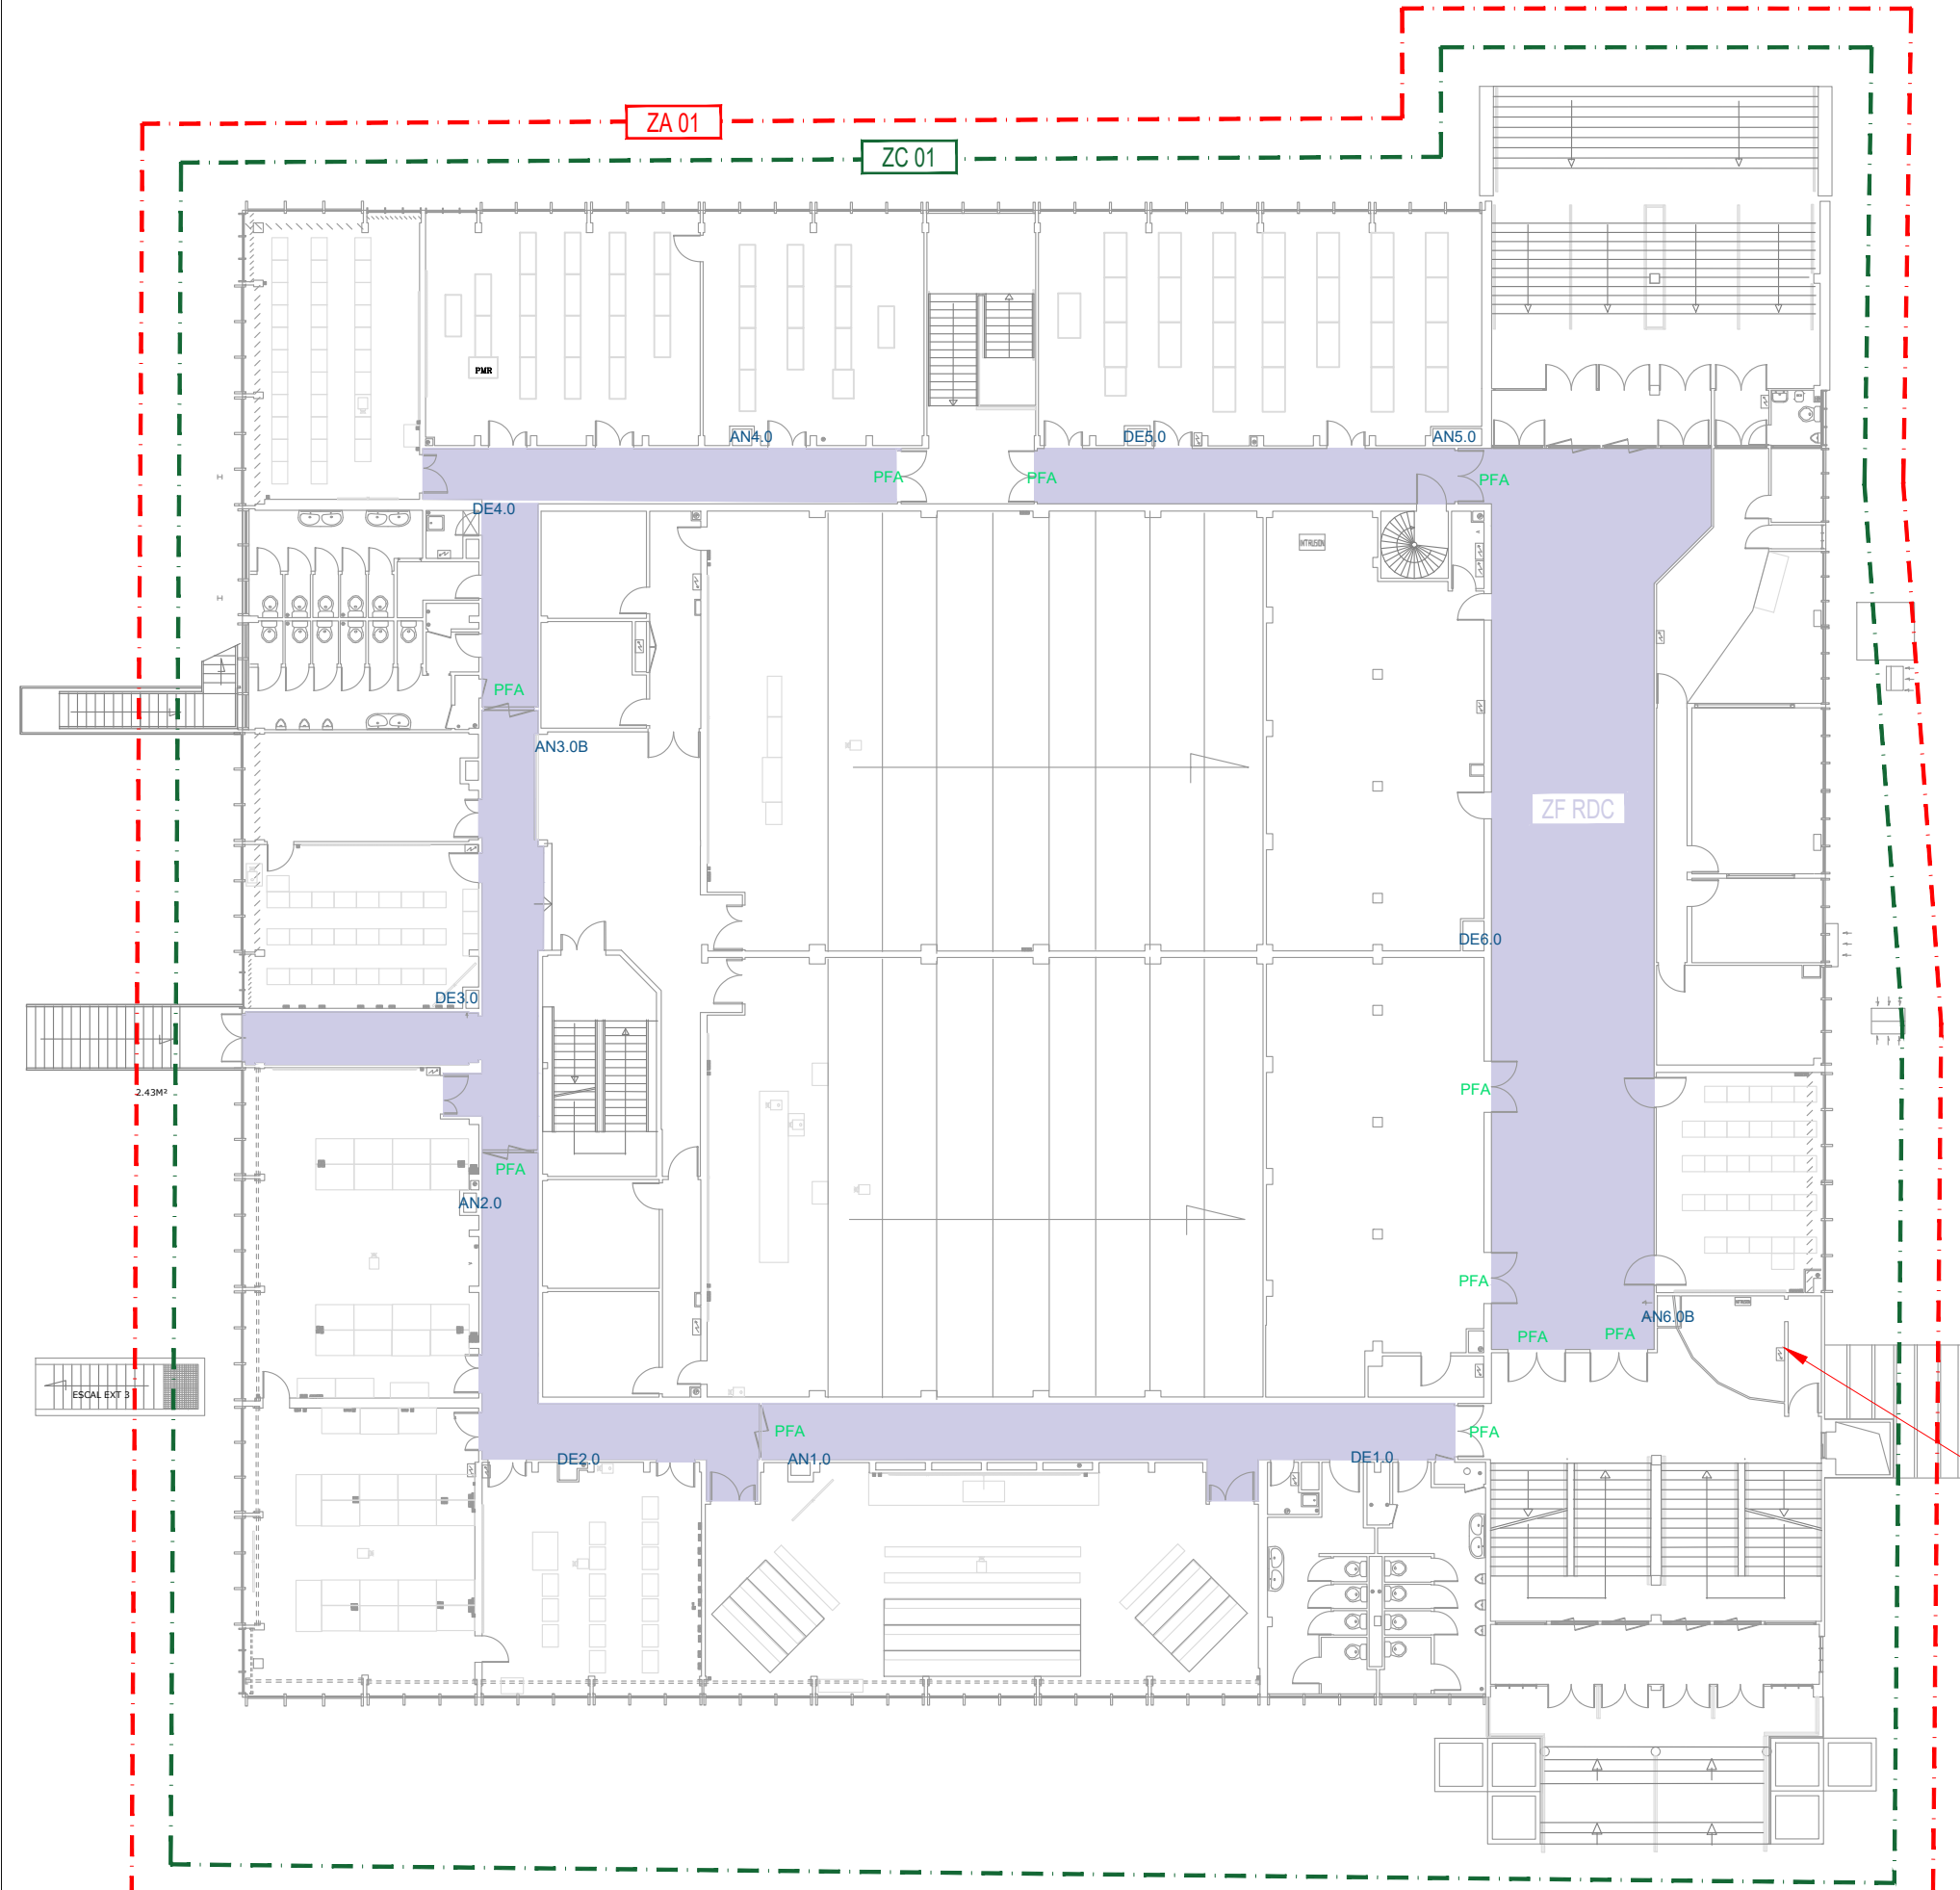 ZA 01
ZC 01
PMR
AN4.0
DE5.0
AN5.0
PFA
PFA
PFA
DE4.0
INTRUSION
PFA
AN3.0B
ZF RDC
DE6.0
DE3.0
2.43M²
PFA
PFA
AN2.0
PFA
AN6.0B
PFA
PFA
ESCAL EXT 3
PFA
PFA
DE2.0
AN1.0
DE1.0